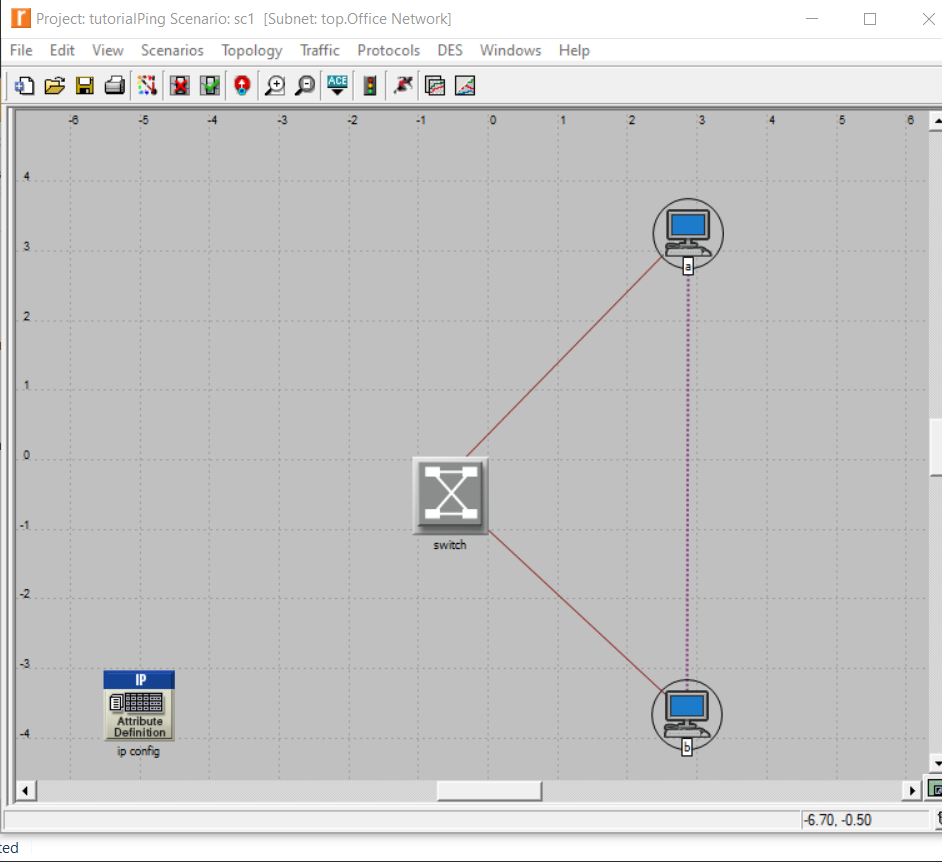 Project: tutorialPing Scenario: sc1 [Subnet: top.Office Network]
File Edit View Scenarios Topology Traffic Protocols DES Windows Help
ACE
-6 -5 -4 -3 -2 -1 0 1 2 3 4 5 6
4
3
a
2
1
0
-1
switch
-2
-3
IP
Attribute
Definition
ip config
-4
b
-6.70, -0.50
ted